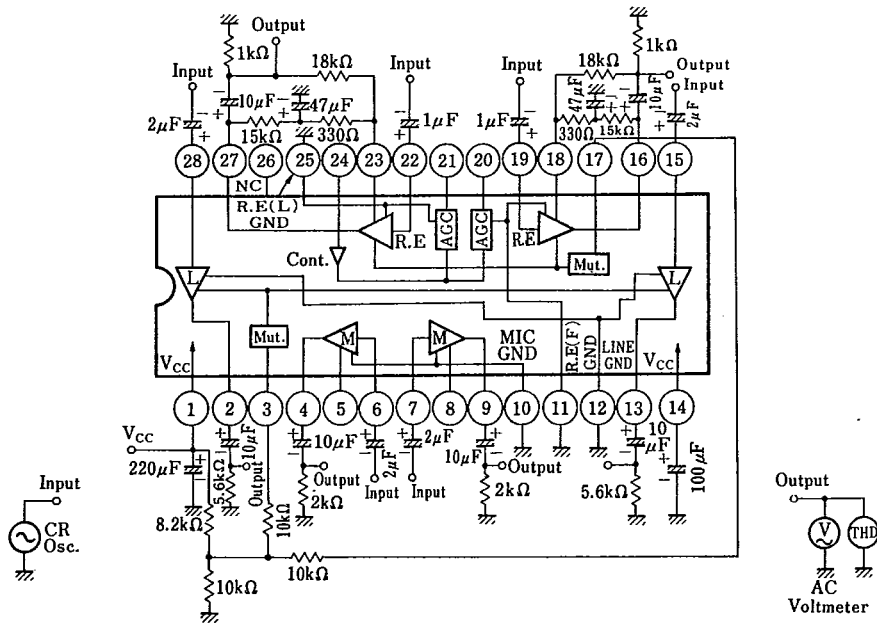 Output
1kΩ
18kΩ
Input
Input
10μF
47μF
2μF
15kΩ
330Ω
1μF
Input
1μF
18kΩ
1kΩ
Output
Input
47μF
10μF
330Ω
15kΩ
2μF
28 27 26 25 24 23 22 21 20 19 18 17 16 15
NC
R.E(L)
GND
R.E
AGC
AGC
R.E
Cont.
Mut.
L
L
Mut.
M
M
MIC
GND
R.E(F)
GND
LINE
GND
VCC
VCC
1 2 3 4 5 6 7 8 9 10 11 12 13 14
VCC
220μF
10μF
5.6kΩ
Output
10kΩ
10μF
Output
2kΩ
2μF
Input
2μF
Input
10μF
Output
2kΩ
10
μF
5.6kΩ
100μF
8.2kΩ
10kΩ
10kΩ
Input
CR
Osc.
Output
V
THD
AC
Voltmeter